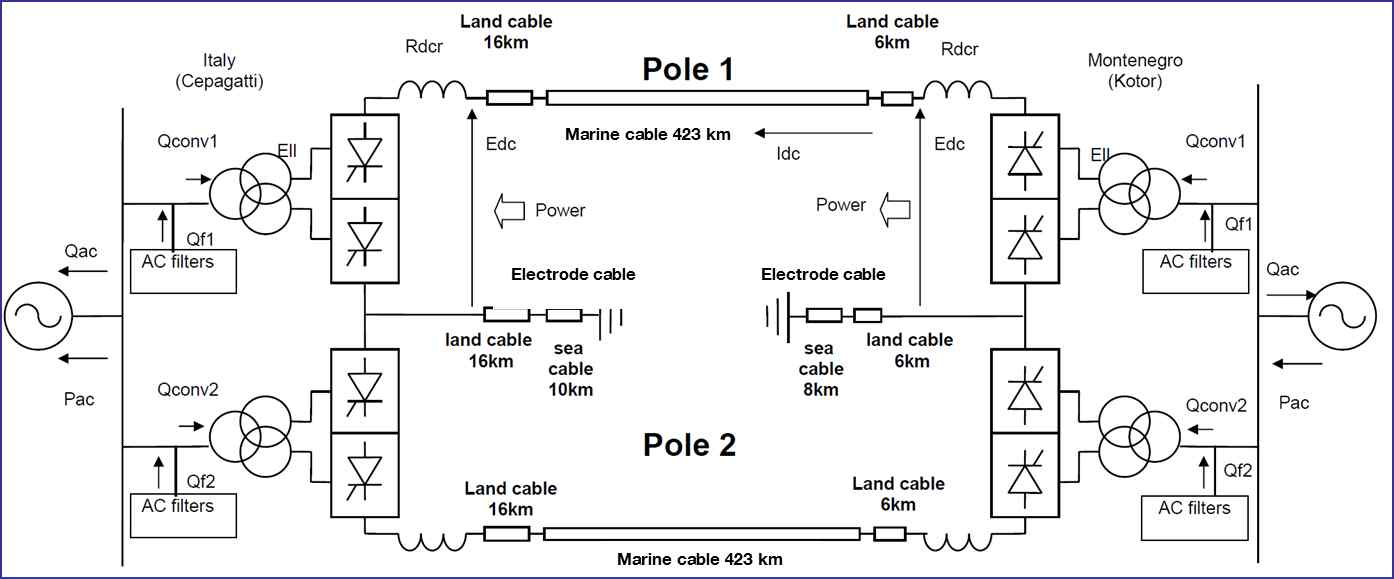 Land cable
16km
Land cable
6km
Rdcr
Rdcr
Italy
(Cepagatti)
Pole 1
Montenegro
(Kotor)
Marine cable 423 km
Qconv1
Ell
Edc
Idc
Edc
Ell
Qconv1
Power
Power
Qf1
Qf1
AC filters
AC filters
Qac
Electrode cable
Electrode cable
Qac
land cable
16km
sea
cable
10km
sea
cable
8km
land cable
6km
Pac
Qconv2
Qconv2
Pac
Pole 2
Qf2
Qf2
AC filters
AC filters
Land cable
16km
Land cable
6km
Marine cable 423 km